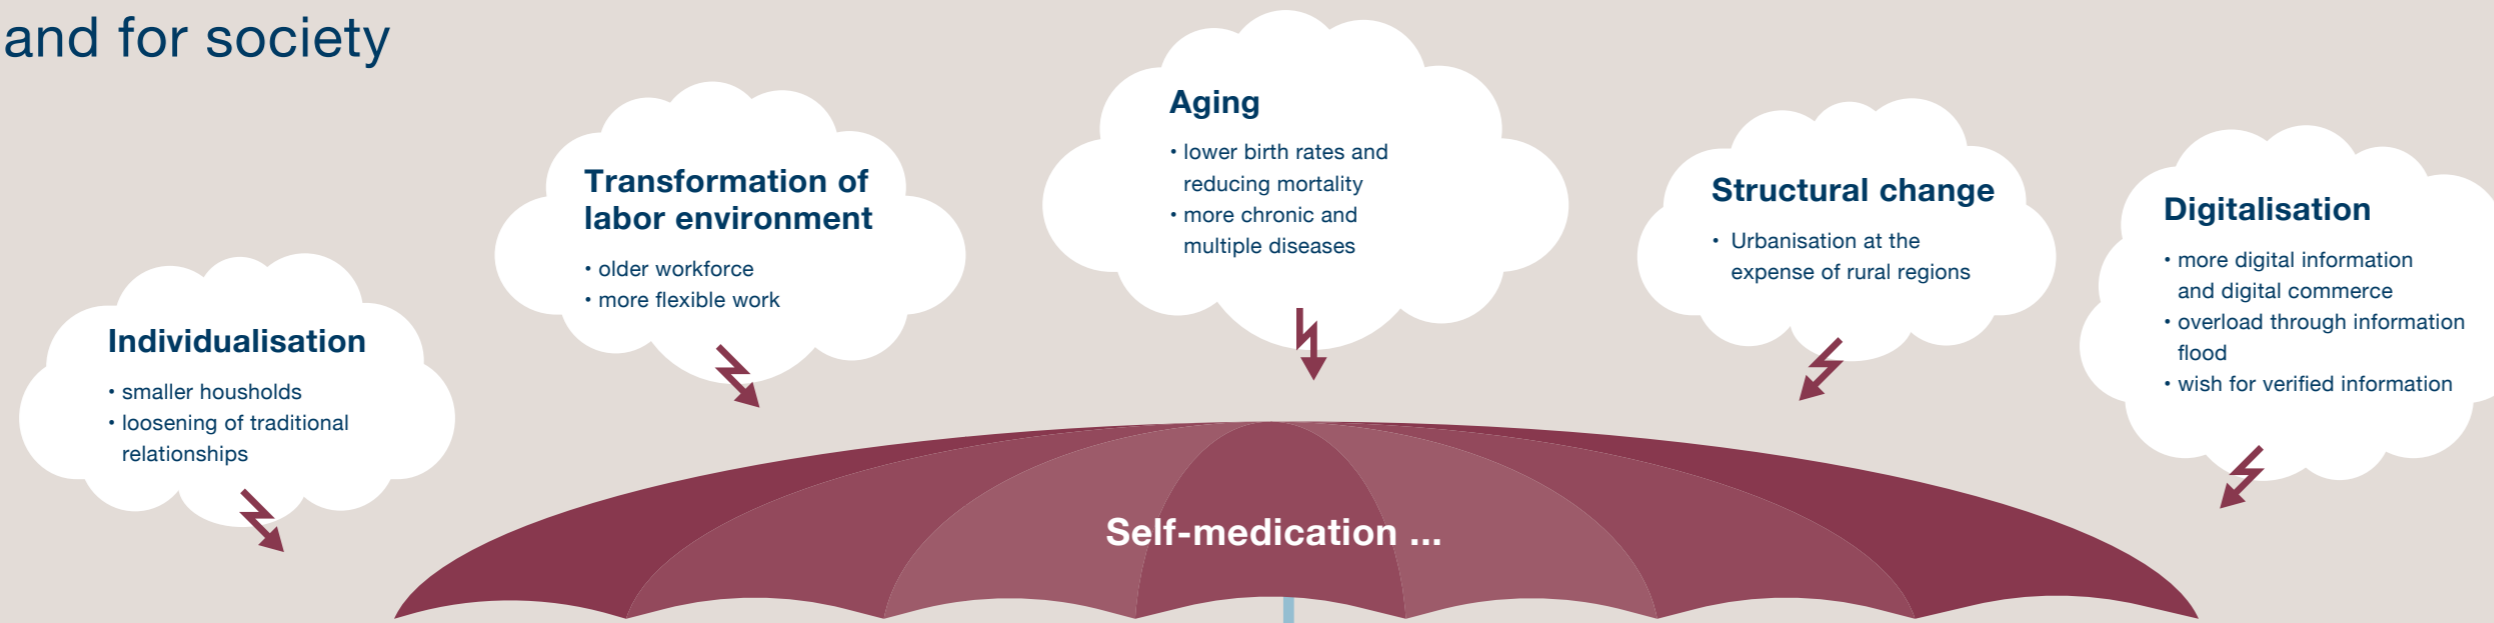 and for society
Individualisation
• smaller housholds
• loosening of traditional
relationships
Transformation of
labor environment
• older workforce
• more flexible work
Aging
• lower birth rates and
reducing mortality
• more chronic and
multiple diseases
Structural change
• Urbanisation at the
expense of rural regions
Digitalisation
• more digital information
and digital commerce
• overload through information
flood
• wish for verified information
Self-medication ...